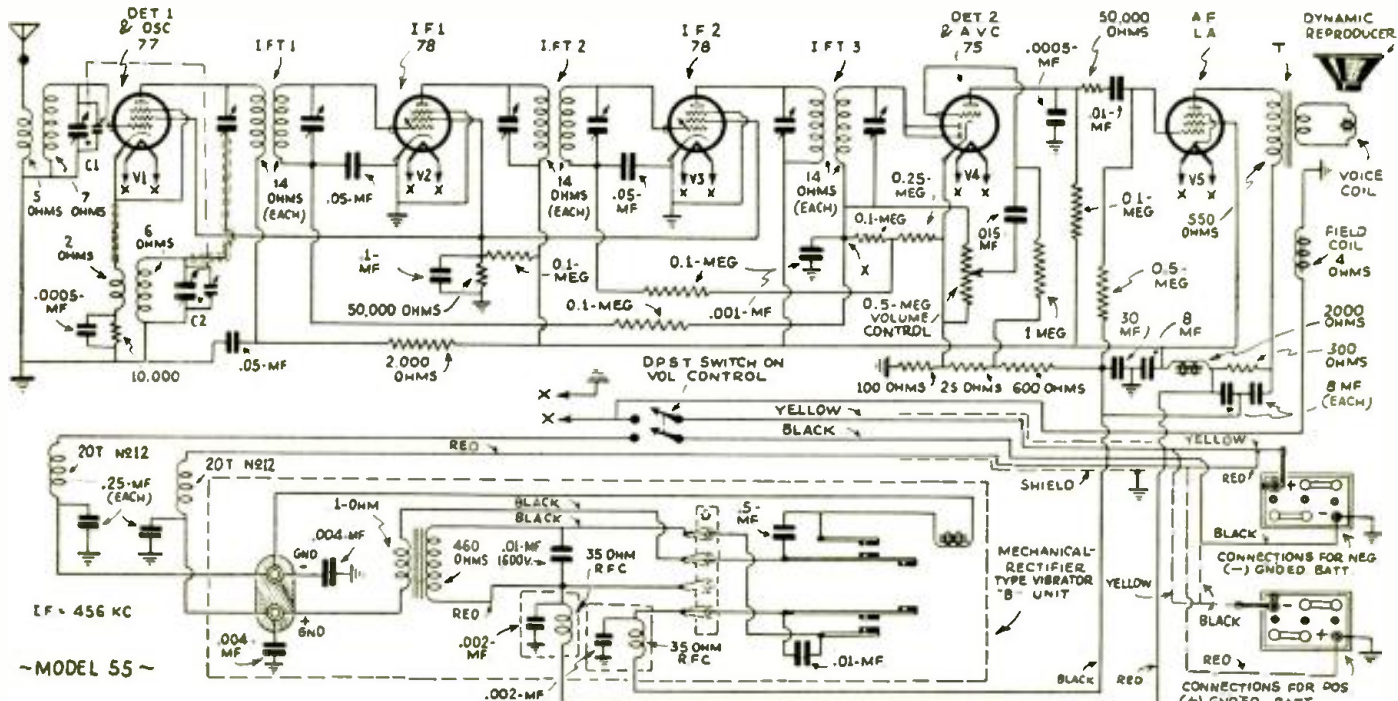 DET 1
& OSC
77
I F T 1
I F 1
78
I.F T 2
I F 2
78
I F T 3
DET 2
& A V C
75
.0005-
MF
50,000
OHMS
.01-
MF
A F
L A
T
DYNAMIC
REPRODUCER
C1
V1
X X
5
OHMS
7
OHMS
14
OHMS
(EACH)
.05-MF
V2
X X
14
OHMS
(EACH)
.05-
MF
V3
X X
14
OHMS
(EACH)
0.25-
MEG
V4
X X
.015
MF
0.1-
MEG
V5
X X
550
OHMS
VOICE
COIL
FIELD
COIL
4
OHMS
2
OHMS
6
OHMS
.0005-
MF
C2
10.000
.05-MF
.1-
MF
50,000 OHMS
0.1-
MEG
0.1-MEG
0.1-MEG
0.1-MEG
X
.001-MF
0.5-MEG
VOLUME
CONTROL
1 MEG
0.5-
MEG
30
MF
8
MF
2000
OHMS
300
OHMS
8 MF
(EACH)
2,000
OHMS
DPST SWITCH ON
VOL CONTROL
100 OHMS
25 OHMS
600 OHMS
X
X
YELLOW
BLACK
RED
YELLOW
RED
SHIELD
20T №12
20T №12
.25-MF
(EACH)
1-OHM
BLACK
BLACK
.5-
MF
.004-MF
GND
-
460
OHMS
.01-MF
1600V.
35 OHM
R F C
MECHANICAL-
RECTIFIER
TYPE VIBRATOR
"B" UNIT
+ -
BLACK
CONNECTIONS FOR NEG
(-) GNDED BATT.
YELLOW
IF = 456 KC
+
GND
RED
.004-
MF
.002-
MF
35 OHM
R F C
.01-MF
- +
BLACK
RED
~MODEL 55~
.002-MF
BLACK
RED
CONNECTIONS FOR POS
(+) GNDED BATT.